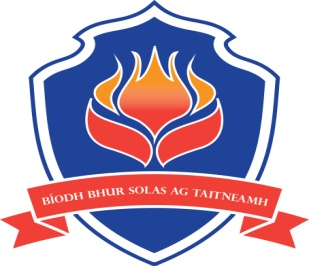 BÍODH BHUR SOLAS AG TAITNEAMH